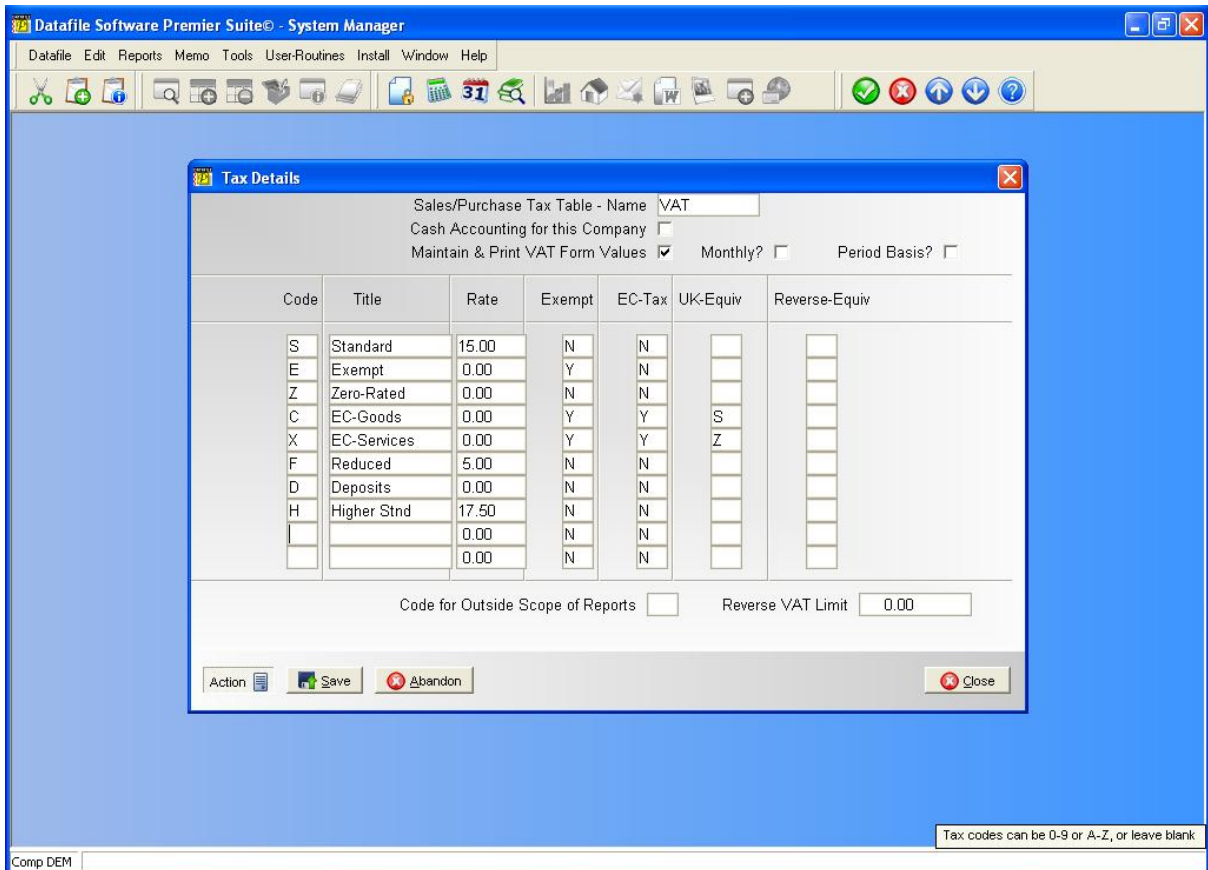 Datafile Software Premier Suite© - System Manager
Datafile Edit Reports Memo Tools User-Routines Install Window Help
31 W
Tax Details
Sales/Purchase Tax Table - Name VAT
Cash Accounting for this Company
Maintain & Print VAT Form Values Monthly? Period Basis?
Code Title Rate Exempt EC-Tax UK-Equiv Reverse-Equiv
S Standard 15.00 N N
E Exempt 0.00 Y N
Z Zero-Rated 0.00 N N
C EC-Goods 0.00 Y Y S
X EC-Services 0.00 Y Y Z
F Reduced 5.00 N N
D Deposits 0.00 N N
H Higher Stnd 17.50 N N
0.00 N N
0.00 N N
Code for Outside Scope of Reports Reverse VAT Limit 0.00
Action Save Abandon Close
Tax codes can be 0-9 or A-Z, or leave blank
Comp DEM